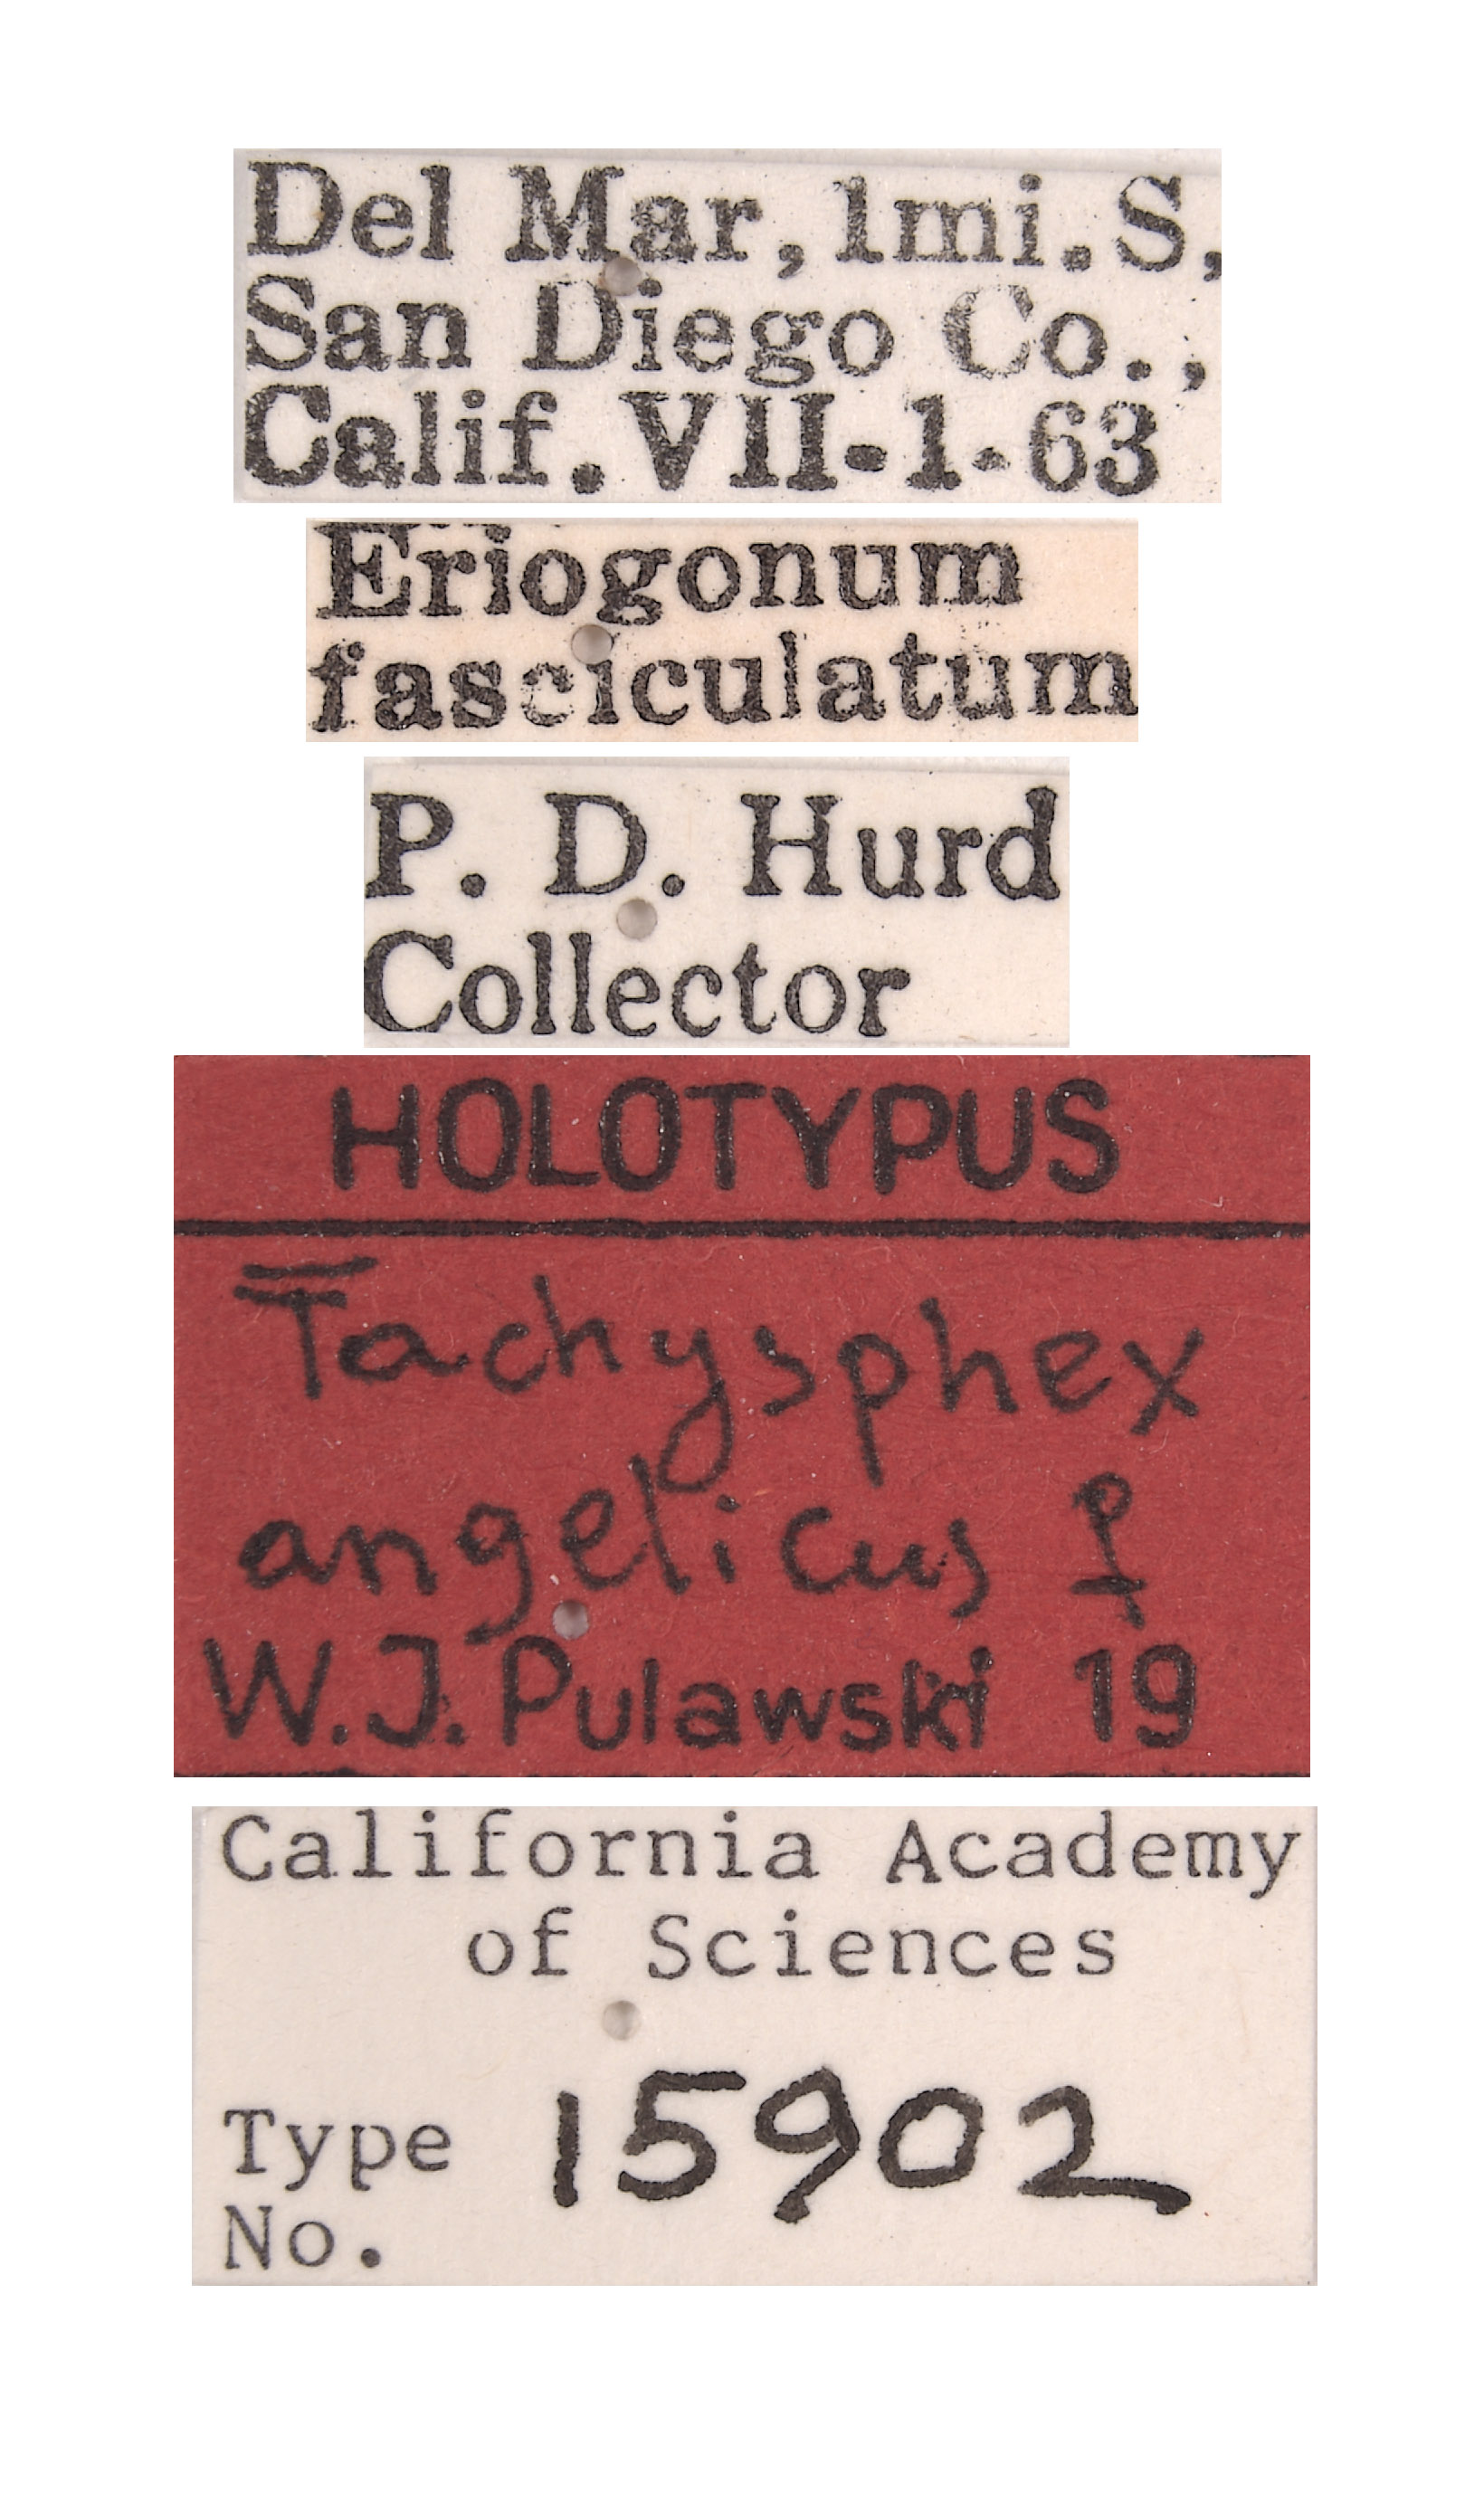 Del Mar, 1mi. S,
San Diego Co.,
Calif. VII-1-63
Eriogonum
fasciculatum
P. D. Hurd
Collector
HOLOTYPUS
Tachysphex
angelicus ♀
W.J. Pulawski 19
California Academy
of Sciences
Type 15902
No.